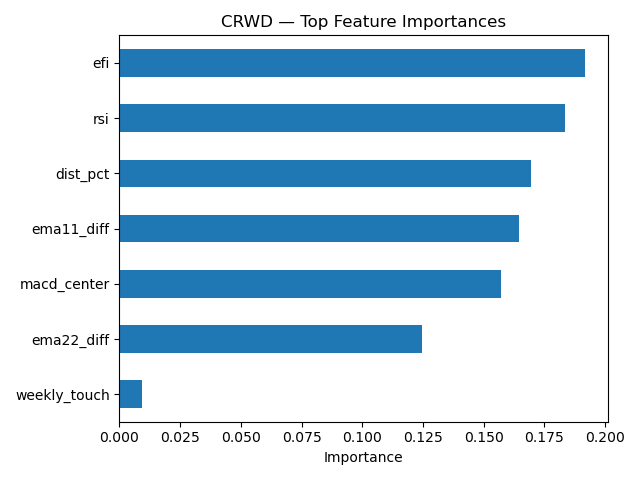 CRWD — Top Feature Importances
efi
rsi
dist_pct
ema11_diff
macd_center
ema22_diff
weekly_touch
0.000 0.025 0.050 0.075 0.100 0.125 0.150 0.175 0.200
Importance